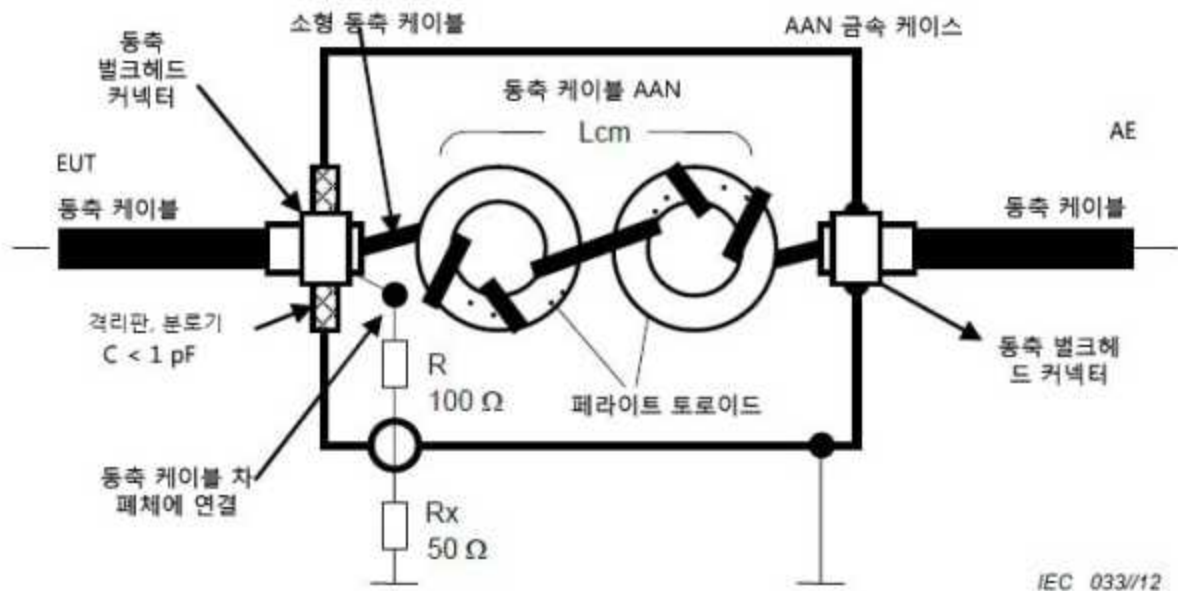 소형 동축 케이블
AAN 금속 케이스
동축
벌크헤드
커넥터
동축 케이블 AAN
Lcm
AE
EUT
동축 케이블
동축 케이블
격리판, 분로기
C < 1 pF
R
100 Ω
페라이트 토로이드
동축 벌크헤
드 커넥터
동축 케이블 차
폐체에 연결
Rx
50 Ω
IEC 033//12